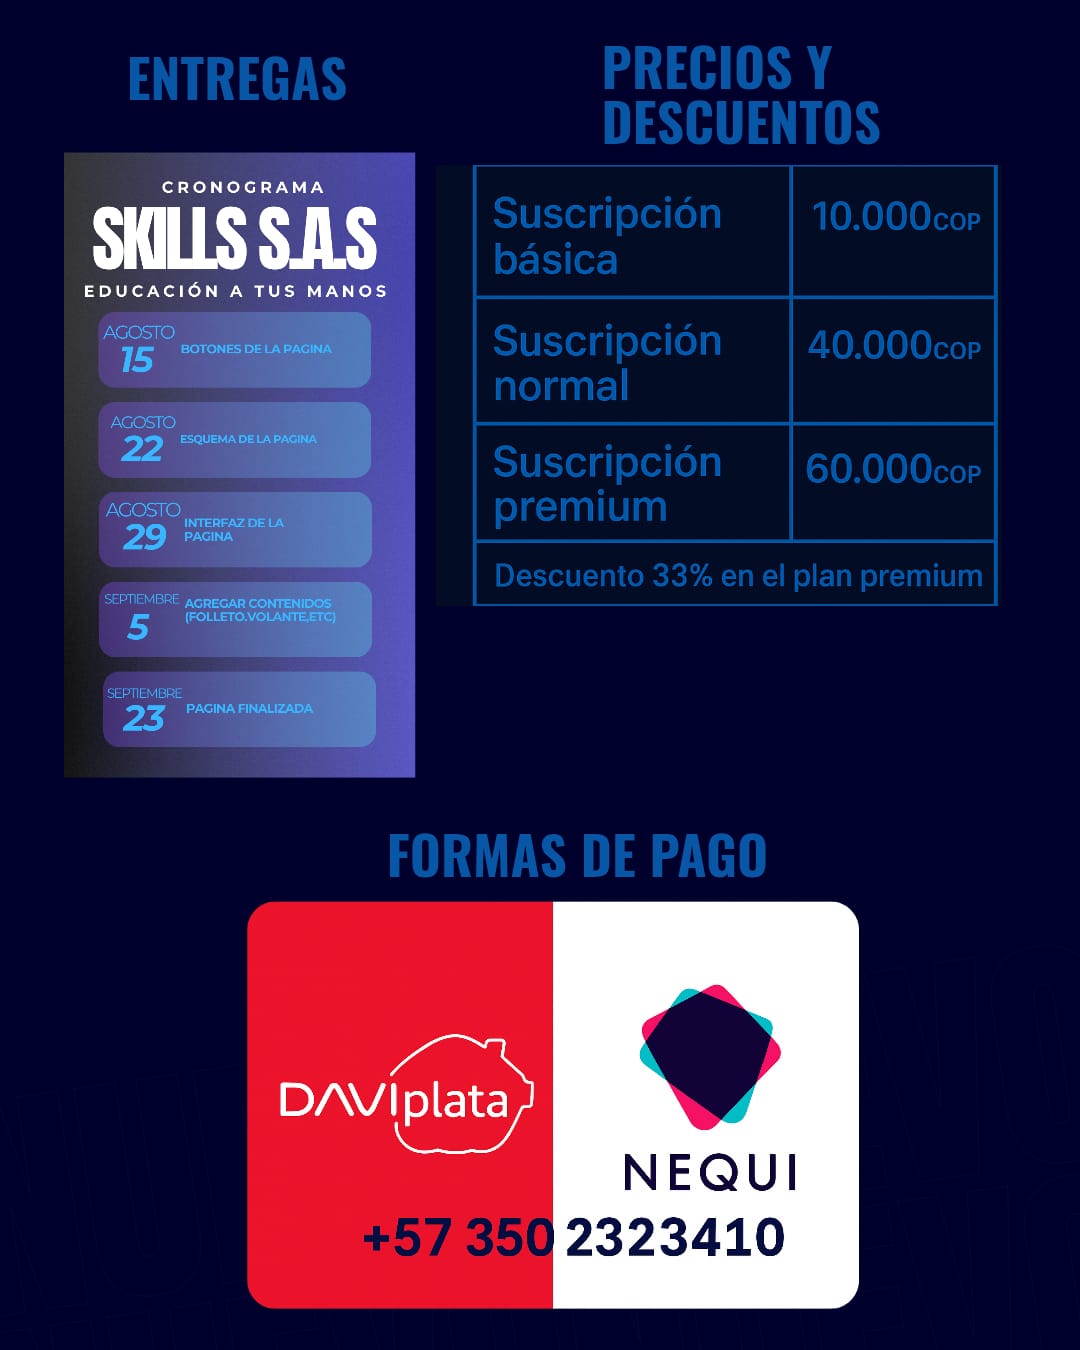 ENTREGAS
CRONOGRAMA
SKILLS S.A.S
EDUCACIÓN A TUS MANOS
AGOSTO
15
BOTONES DE LA PAGINA
AGOSTO
22
ESQUEMA DE LA PAGINA
AGOSTO
29
INTERFAZ DE LA
PAGINA
SEPTIEMBRE
5
AGREGAR CONTENIDOS
(FOLLETO.VOLANTE,ETC)
SEPTIEMBRE
23
PAGINA FINALIZADA
PRECIOS Y
DESCUENTOS
Suscripción
básica
10.000COP
Suscripción
normal
40.000COP
Suscripción
premium
60.000COP
Descuento 33% en el plan premium
FORMAS DE PAGO
DAVIplata
NEQUI
+57 350 2323410